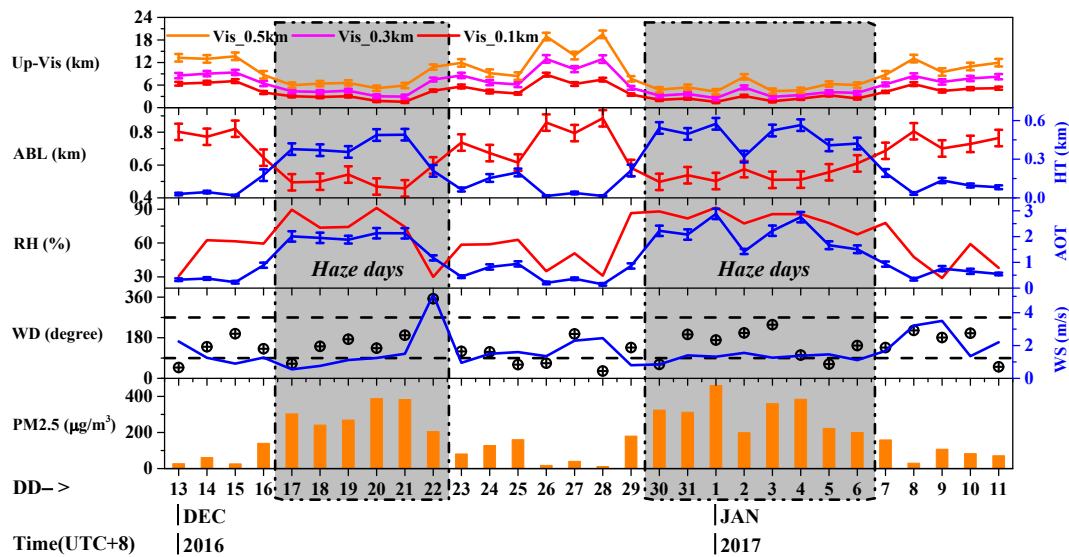 24
18
12
6
0
Up-Vis (km)
Vis_0.5km Vis_0.3km Vis_0.1km
0.8
0.6
0.4
ABL (km)
0.6
0.3
0.0
HT (km)
90
60
30
RH (%)
3
2
1
0
AOT
Haze days Haze days
360
180
0
WD (degree)
4
2
0
WS (m/s)
400
200
0
PM2.5 (μg/m³)
DD– > 13 14 15 16 17 18 19 20 21 22 23 24 25 26 27 28 29 30 31 1 2 3 4 5 6 7 8 9 10 11
DEC JAN
Time(UTC+8) 2016 2017